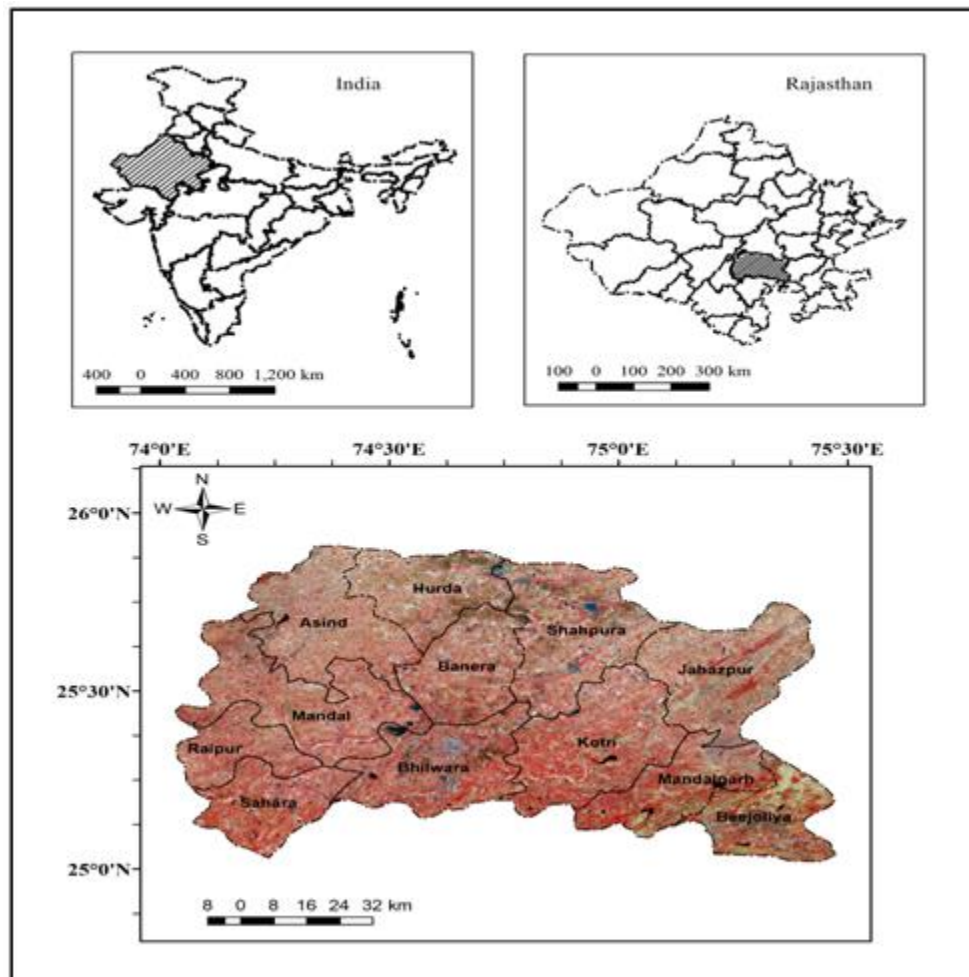 India
400 0 400 800 1,200 km
Rajasthan
100 0 100 200 300 km
74°0'E 74°30'E 75°0'E 75°30'E
26°0'N
25°30'N
25°0'N
N
W E
S
Hurda
Asind
Shahpura
Banera
Jahazpur
Mandal
Raipur
Kotri
Bhilwara
Mandalgarh
Sahara
Beejoliya
8 0 8 16 24 32 km